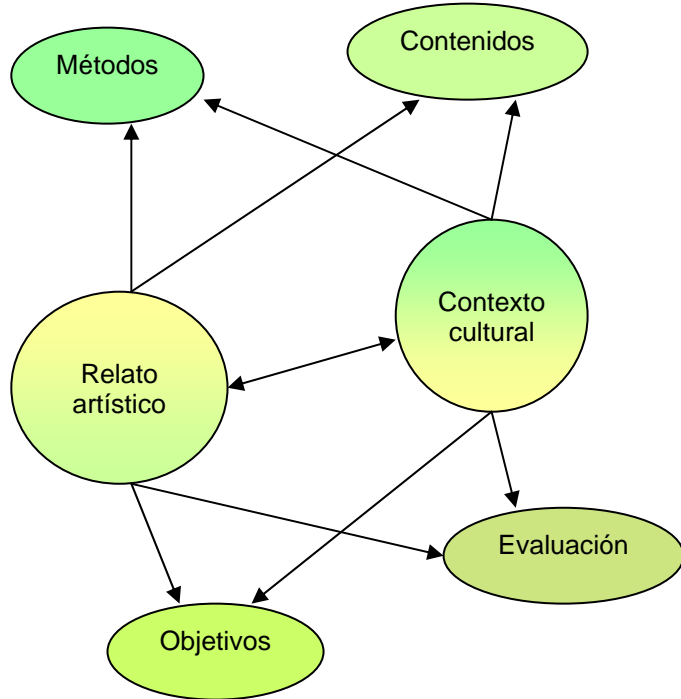 Contenidos
Métodos
Contexto
cultural
Relato
artístico
Evaluación
Objetivos